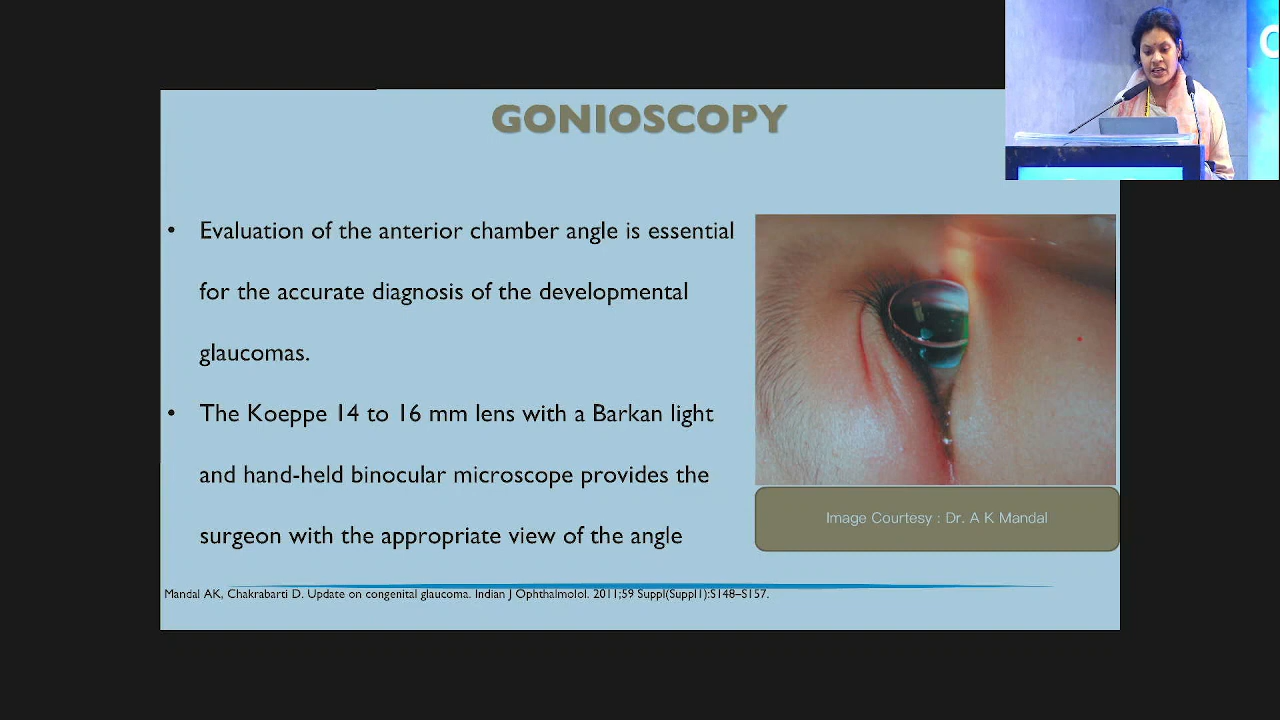 GONIOSCOPY
• Evaluation of the anterior chamber angle is essential
for the accurate diagnosis of the developmental
glaucomas.
• The Koeppe 14 to 16 mm lens with a Barkan light
and hand-held binocular microscope provides the
surgeon with the appropriate view of the angle
Image Courtesy : Dr. A K Mandal
Mandal AK, Chakrabarti D. Update on congenital glaucoma. Indian J Ophthalmolol. 2011;59 Suppl(Suppl1):S148–S157.